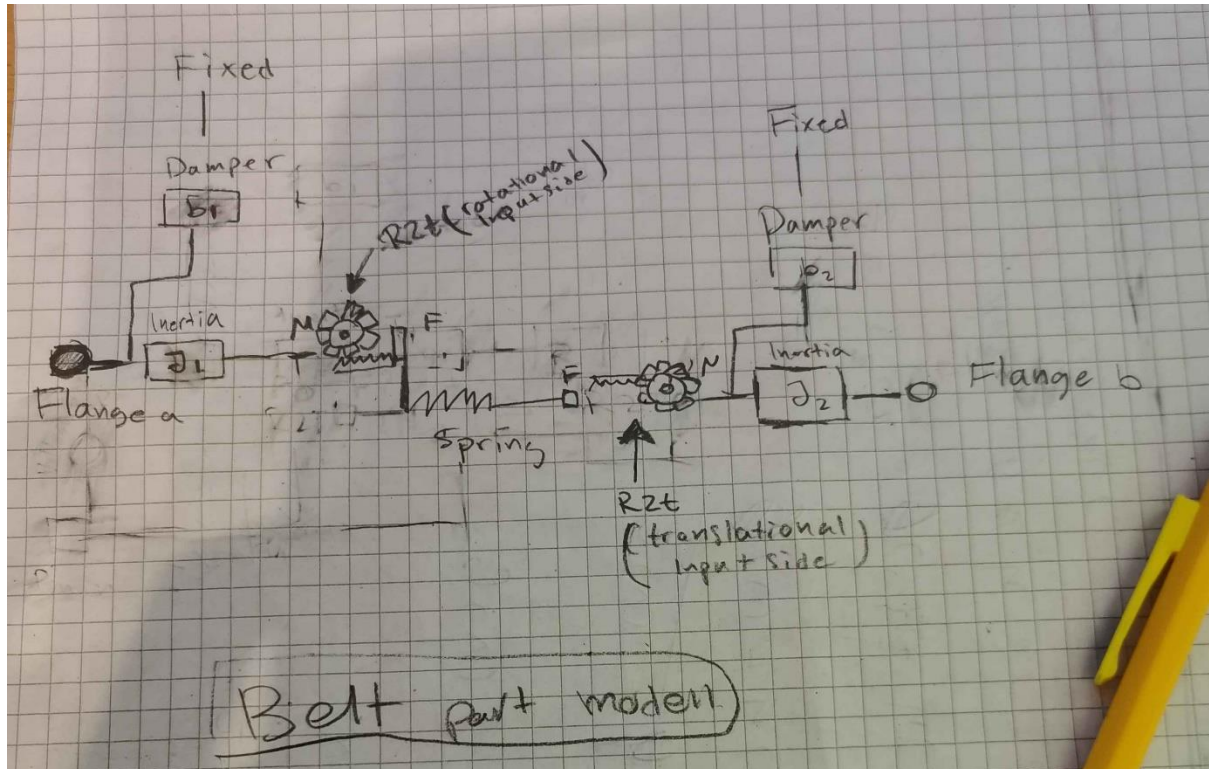 Fixed
Damper
b1
R2t (rotational
input side)
Inertia
M
F
J1
Flange a
Spring
F
R2t
(translational
input side)
Fixed
Damper
b2
Inertia
J2
Flange b
Belt part modell